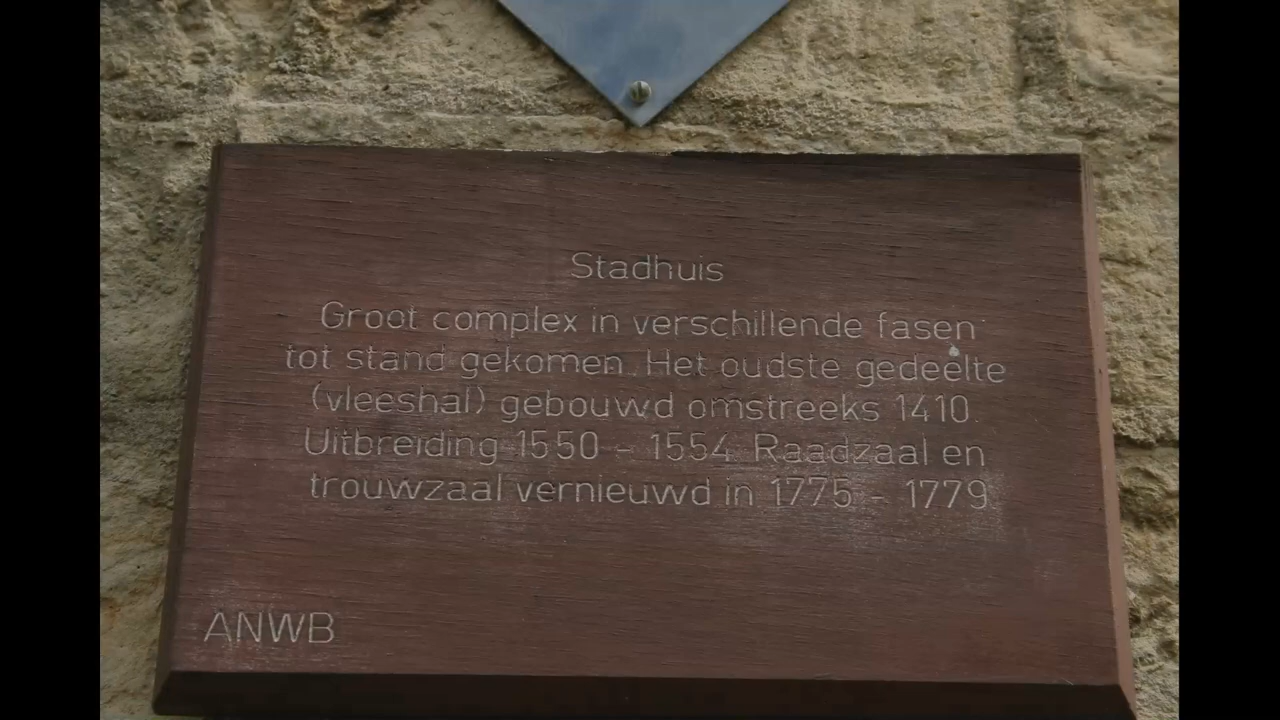 Stadhuis
Groot complex in verschillende fasen
tot stand gekomen. Het oudste gedeelte
(vleeshal) gebouwd omstreeks 1410.
Uitbreiding 1550 - 1554. Raadzaal en
trouwzaal vernieuwd in 1775 - 1779.
ANWB